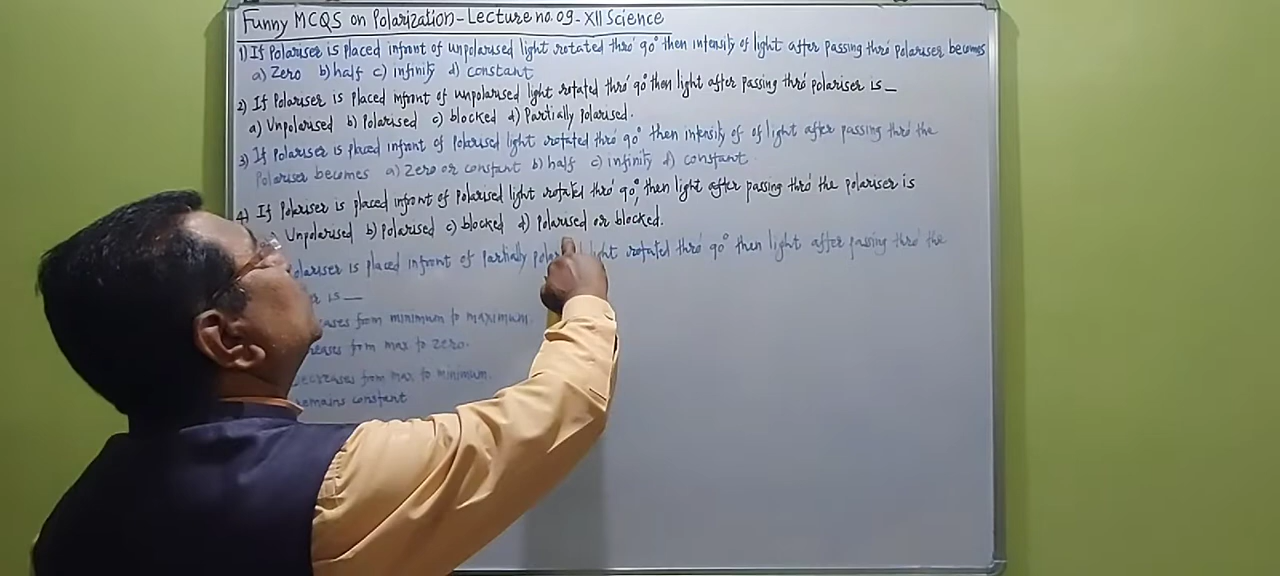 Funny MCQS on Polarization - Lecture no. 09 - XII Science
1) If Polariser is placed infront of unpolarised light rotated thro' 90° then intensity of light after passing thro' polariser becomes
a) Zero b) half c) infinity d) constant
2) If Polariser is placed infront of unpolarised light rotated thro' 90° then light after passing thro' polariser is _
a) Unpolarised b) Polarised c) blocked d) Partially Polarised.
3) If Polariser is placed infront of Polarised light rotated thro' 90° then intensity of of light after passing thro' the
Polariser becomes a) Zero or constant b) half c) infinity d) constant.
4) If Polariser is placed infront of Polarised light rotated thro' 90°, then light after passing thro' the polariser is
Unpolarised b) Polarised c) blocked d) Polarised or blocked.
is placed infront of Partially light rotated thro' 90° then light after passing thro' the
is _
from minimum to maximum.
from max to zero.
Decreases from max to minimum.
remains constant